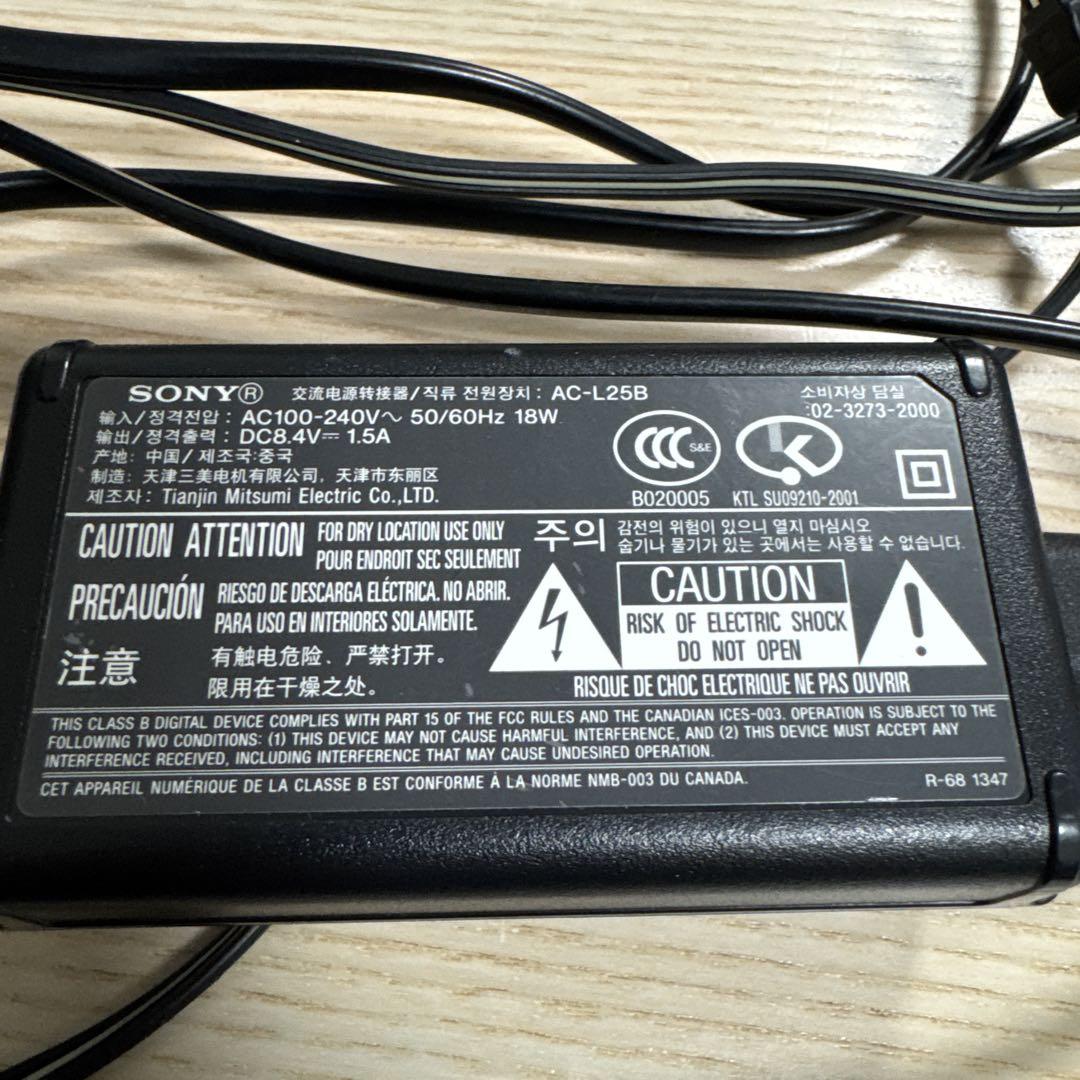 SONY® 交流电源转接器/직류 전원장치: AC-L25B
输入/정격전압: AC100-240V～ 50/60Hz 18W
输出/정격출력: DC8.4V⎓ 1.5A
产地: 中国/제조국:중국
制造: 天津三美电机有限公司, 天津市东丽区
제조자: Tianjin Mitsumi Electric Co.,LTD.
소비자상 담실
:02-3273-2000
CCC S&E
B020005
K
KTL SU09210-2001
CAUTION ATTENTION
FOR DRY LOCATION USE ONLY
POUR ENDROIT SEC SEULEMENT
PRECAUCIÓN
RIESGO DE DESCARGA ELÉCTRICA. NO ABRIR.
PARA USO EN INTERIORES SOLAMENTE.
注意
有触电危险、严禁打开。
限用在干燥之处。
주의
감전의 위험이 있으니 열지 마십시오
눕기나 물기가 있는 곳에서는 사용할 수 없습니다.
CAUTION
RISK OF ELECTRIC SHOCK
DO NOT OPEN
!
RISQUE DE CHOC ELECTRIQUE NE PAS OUVRIR
THIS CLASS B DIGITAL DEVICE COMPLIES WITH PART 15 OF THE FCC RULES AND THE CANADIAN ICES-003. OPERATION IS SUBJECT TO THE
FOLLOWING TWO CONDITIONS: (1) THIS DEVICE MAY NOT CAUSE HARMFUL INTERFERENCE, AND (2) THIS DEVICE MUST ACCEPT ANY
INTERFERENCE RECEIVED, INCLUDING INTERFERENCE THAT MAY CAUSE UNDESIRED OPERATION.
CET APPAREIL NUMÉRIQUE DE LA CLASSE B EST CONFORME À LA NORME NMB-003 DU CANADA.
R-68 1347